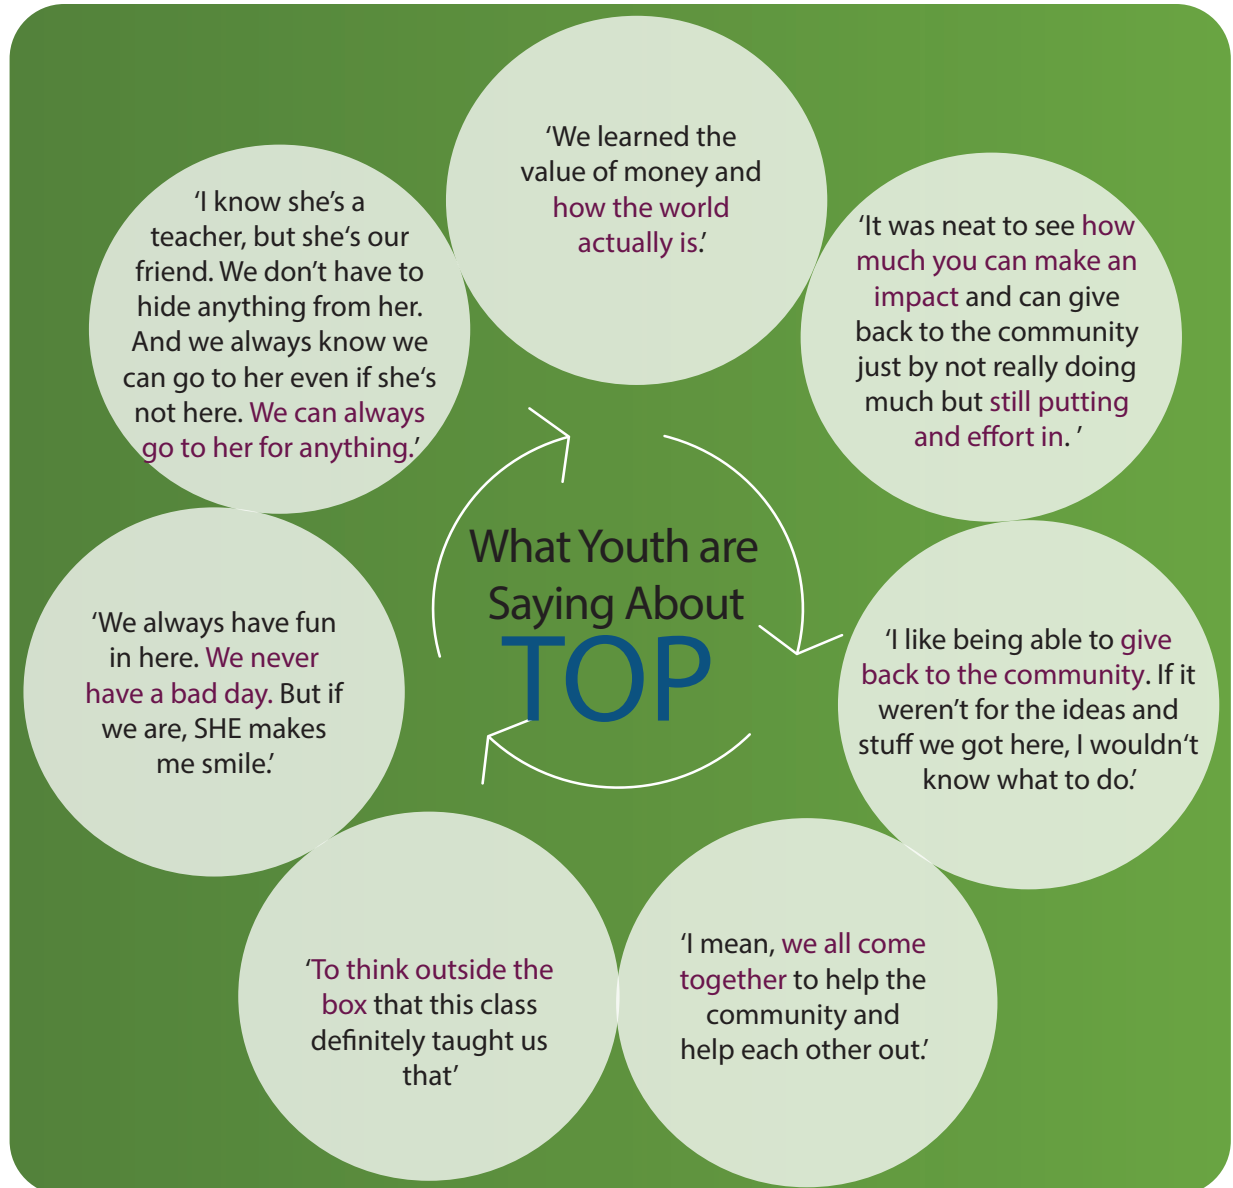 ‘We learned the
value of money and
how the world
actually is.’
‘It was neat to see how
much you can make an
impact and can give
back to the community
just by not really doing
much but still putting
and effort in. ’
‘I like being able to give
back to the community. If it
weren’t for the ideas and
stuff we got here, I wouldn‘t
know what to do.’
‘I mean, we all come
together to help the
community and
help each other out.’
‘To think outside the
box that this class
definitely taught us
that’
‘We always have fun
in here. We never
have a bad day. But if
we are, SHE makes
me smile.’
‘I know she’s a
teacher, but she‘s our
friend. We don’t have to
hide anything from her.
And we always know we
can go to her even if she‘s
not here. We can always
go to her for anything.’
What Youth are
Saying About
TOP